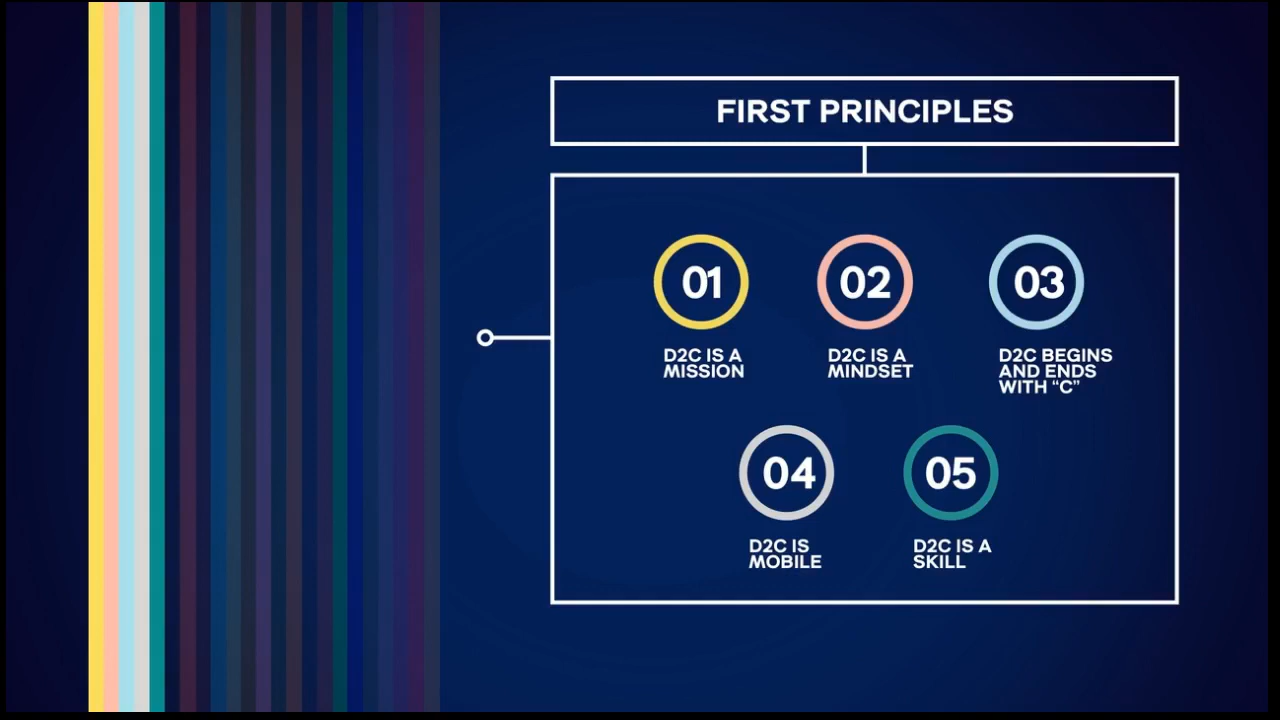 FIRST PRINCIPLES
01
D2C IS A
MISSION
02
D2C IS A
MINDSET
03
D2C BEGINS
AND ENDS
WITH “C”
04
D2C IS
MOBILE
05
D2C IS A
SKILL